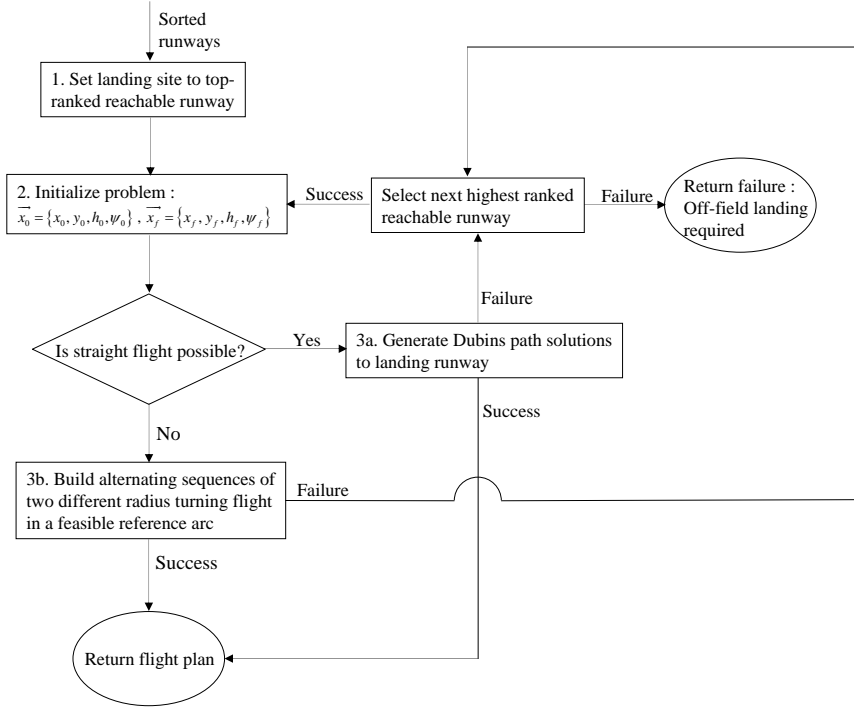 Sorted
runways
1. Set landing site to top-
ranked reachable runway
2. Initialize problem :
$\overrightarrow{x_0} = \{x_0, y_0, h_0, \psi_0\}$ , $\overrightarrow{x_f} = \{x_f, y_f, h_f, \psi_f\}$
Success
Select next highest ranked
reachable runway
Failure
Return failure :
Off-field landing
required
Failure
Is straight flight possible?
Yes
3a. Generate Dubins path solutions
to landing runway
Success
No
3b. Build alternating sequences of
two different radius turning flight
in a feasible reference arc
Failure
Success
Return flight plan